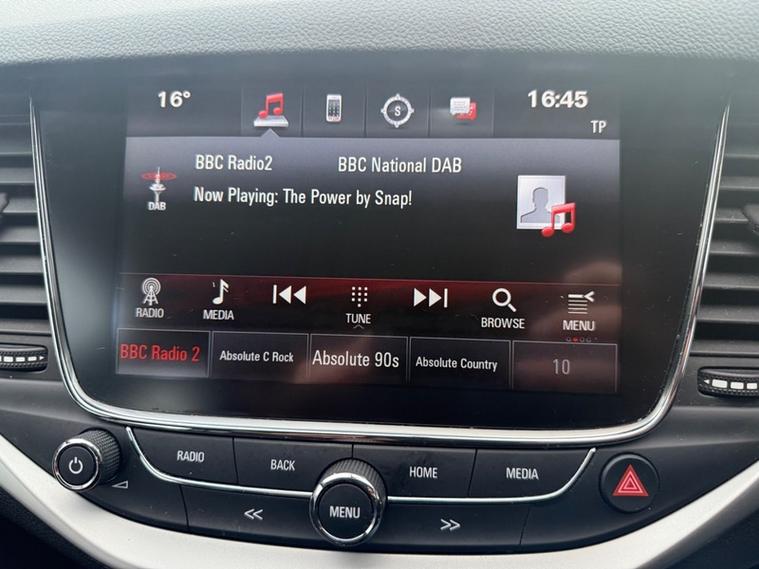 16° 16:45
S
TP
BBC Radio2 BBC National DAB
DAB
Now Playing: The Power by Snap!
RADIO MEDIA TUNE BROWSE MENU
BBC Radio 2 Absolute C Rock Absolute 90s Absolute Country 10
RADIO BACK HOME MEDIA
MENU